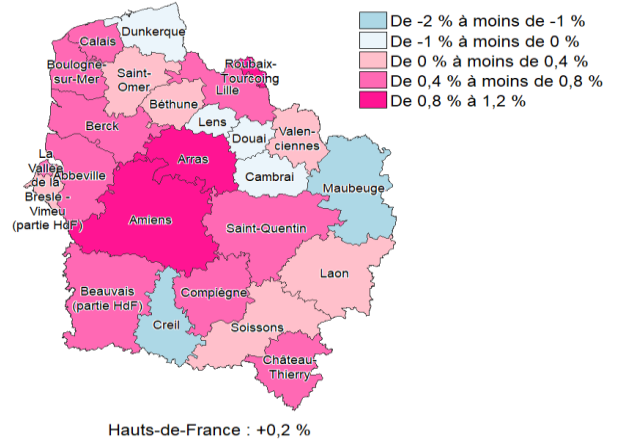 De -2 % à moins de -1 %
De -1 % à moins de 0 %
De 0 % à moins de 0,4 %
De 0,4 % à moins de 0,8 %
De 0,8 % à 1,2 %
Dunkerque
Calais
Boulogne-
sur-Mer
Saint-
Omer
Roubaix-
Tourcoing
Lille
Béthune
Berck
Lens
Douai
Valen-
ciennes
Arras
Cambrai
Maubeuge
La
Vallée
de la
Bresle -
Vimeu
(partie HdF)
Abbeville
Amiens
Saint-Quentin
Laon
Beauvais
(partie HdF)
Compiègne
Creil
Soissons
Château-
Thierry
Hauts-de-France : +0,2 %